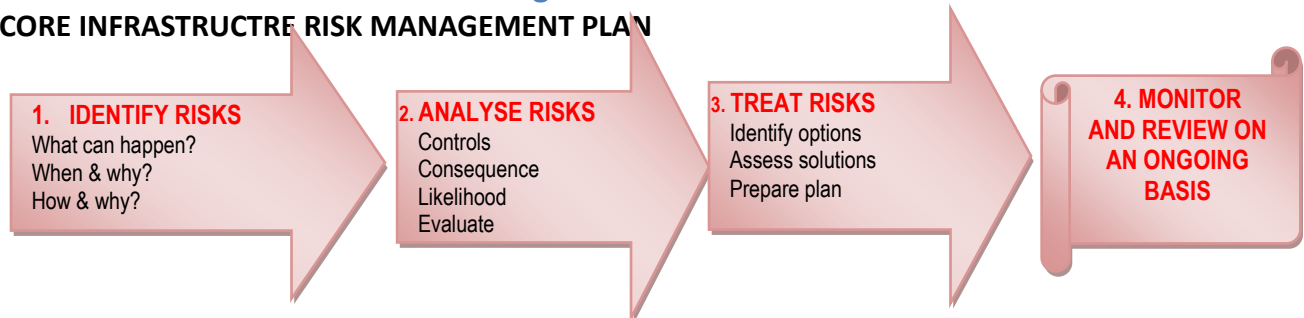 CORE INFRASTRUCTRE RISK MANAGEMENT PLAN
1. IDENTIFY RISKS
What can happen?
When & why?
How & why?
2. ANALYSE RISKS
Controls
Consequence
Likelihood
Evaluate
3. TREAT RISKS
Identify options
Assess solutions
Prepare plan
4. MONITOR
AND REVIEW ON
AN ONGOING
BASIS